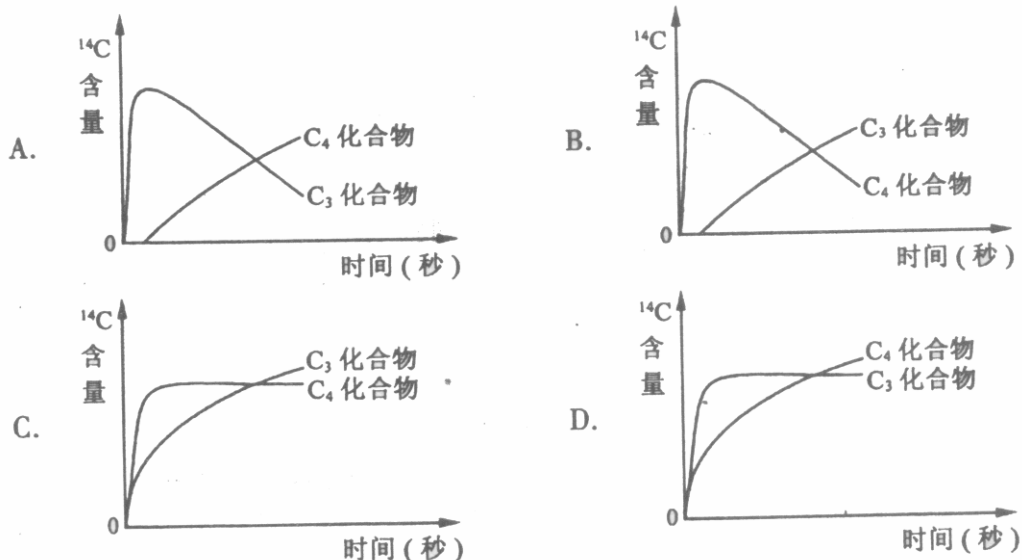 A.
¹⁴C
含
量
C₄ 化合物
C₃ 化合物
0
时间 ( 秒 )
B.
¹⁴C
含
量
C₃ 化合物
C₄ 化合物
0
时间 ( 秒 )
C.
¹⁴C
含
量
C₃ 化合物
C₄ 化合物
0
时间 ( 秒 )
D.
¹⁴C
含
量
C₄ 化合物
C₃ 化合物
0
时间 ( 秒 )